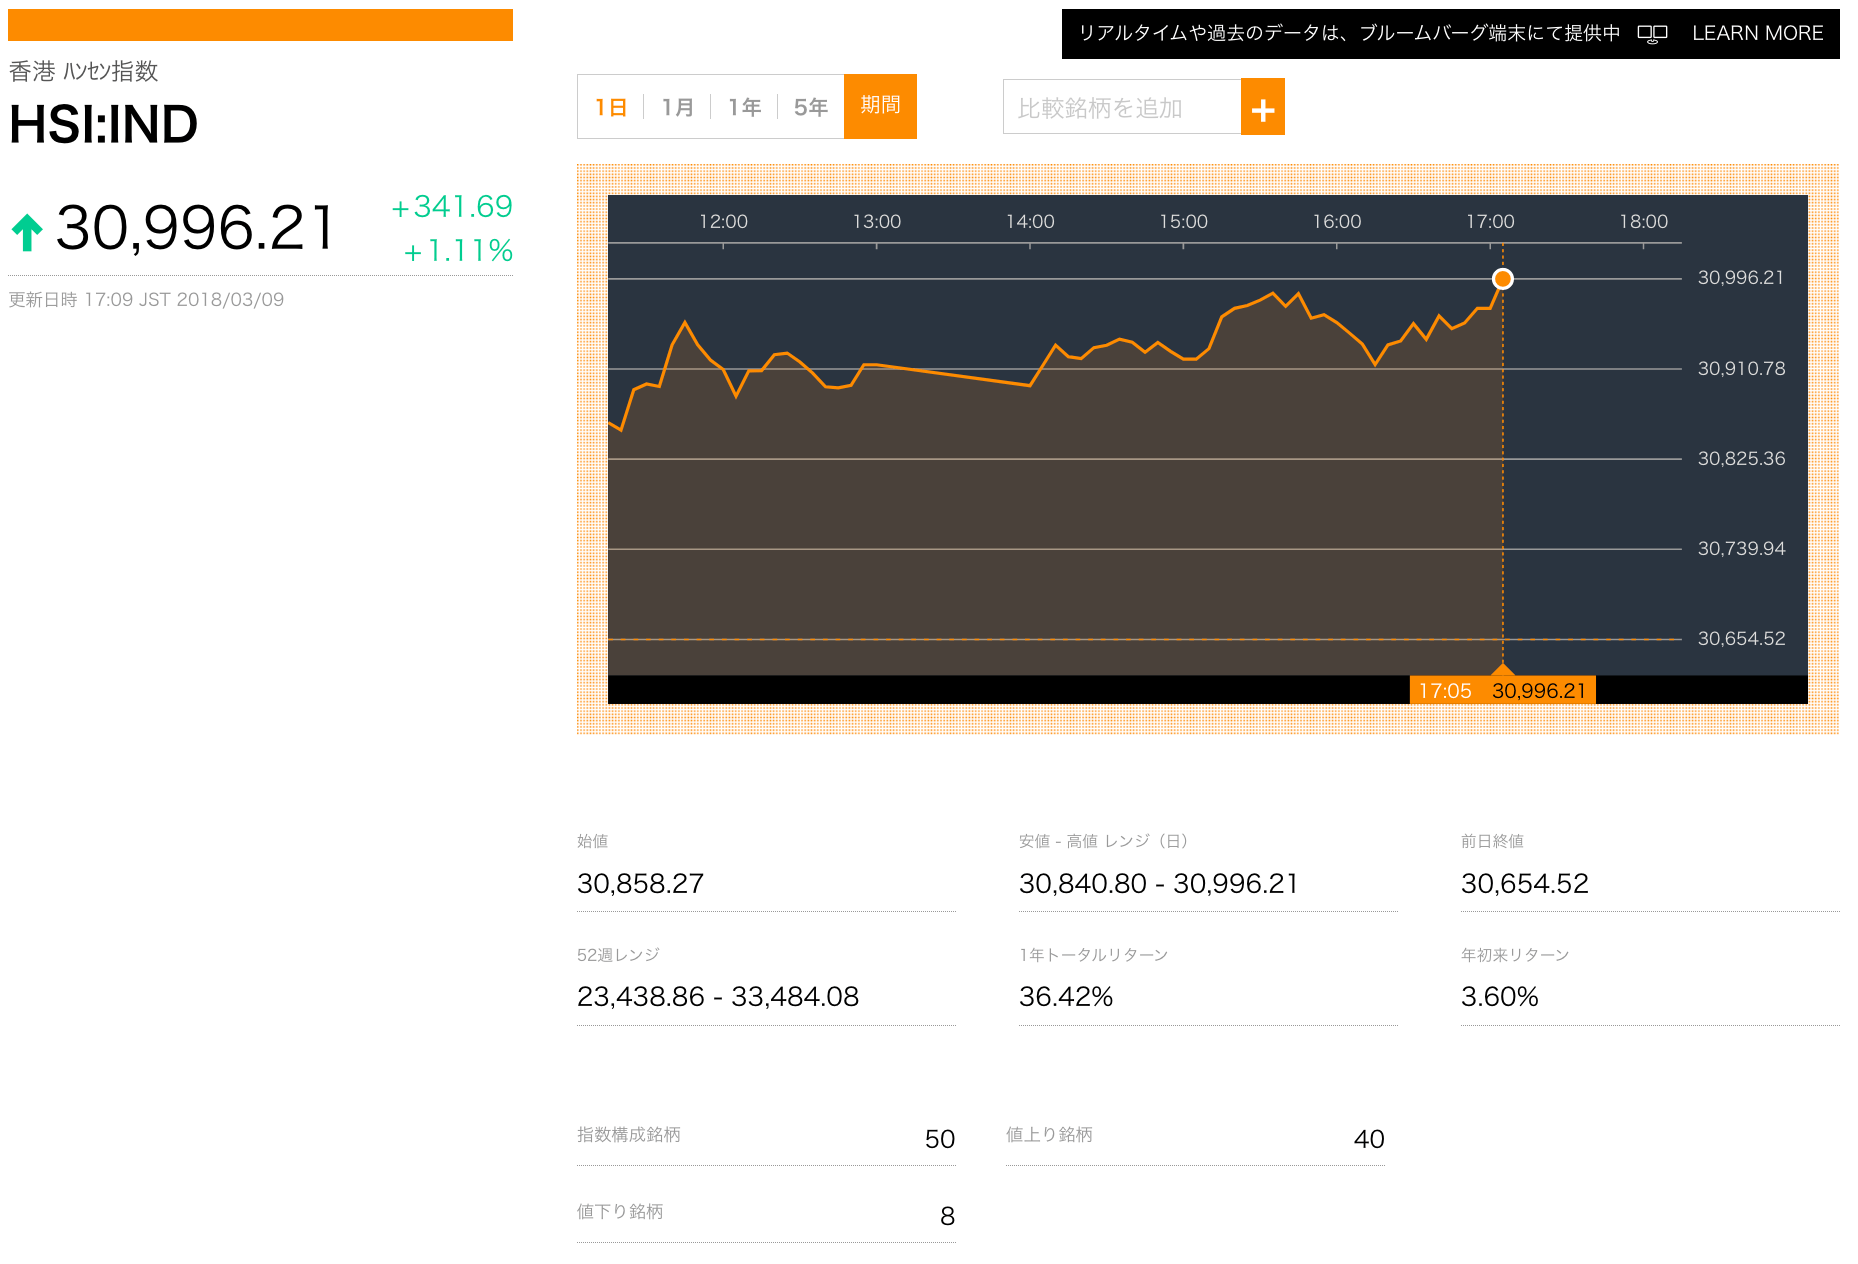 リアルタイムや過去のデータは、ブルームバーグ端末にて提供中 LEARN MORE
香港 ﾊﾝｾﾝ指数
HSI:IND
30,996.21
+341.69
+1.11%
更新日時 17:09 JST 2018/03/09
1日 1月 1年 5年 期間
比較銘柄を追加 +
12:00 13:00 14:00 15:00 16:00 17:00 18:00
30,996.21
30,910.78
30,825.36
30,739.94
30,654.52
17:05 30,996.21
始値 安値 - 高値 レンジ（日） 前日終値
30,858.27 30,840.80 - 30,996.21 30,654.52
52週レンジ 1年トータルリターン 年初来リターン
23,438.86 - 33,484.08 36.42% 3.60%
指数構成銘柄 50 値上り銘柄 40
値下り銘柄 8